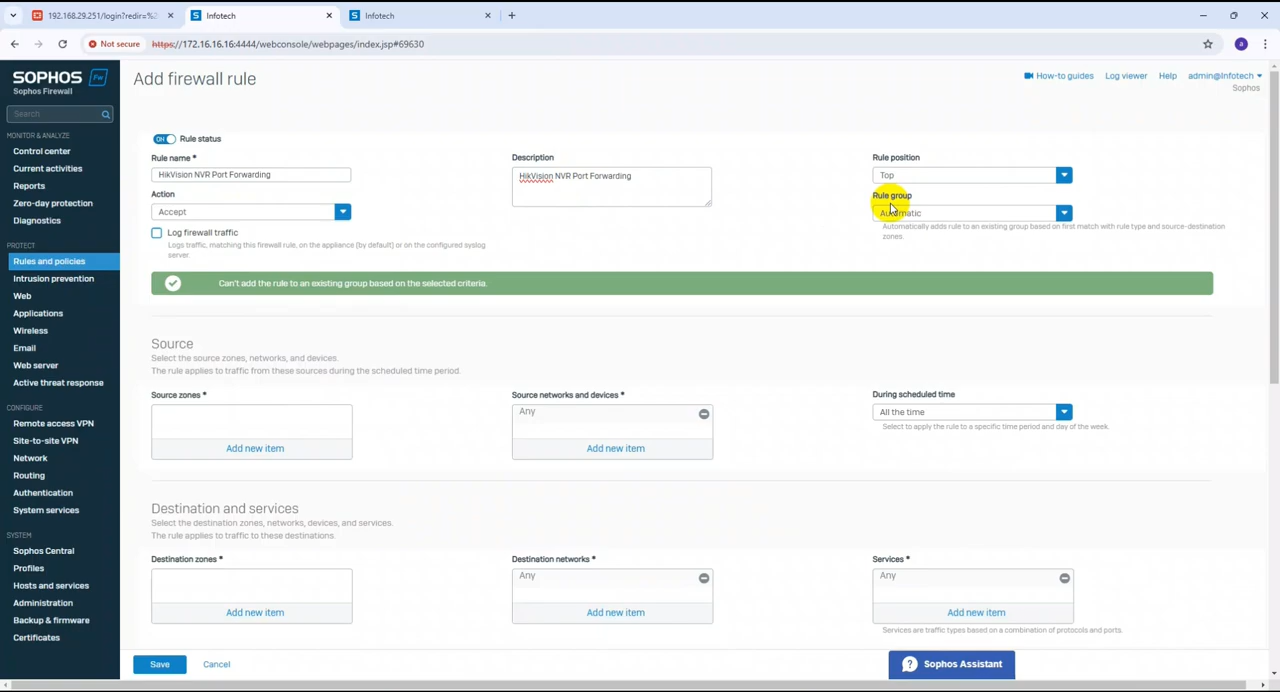 192.168.29.251/login?redir=%2
Infotech
Infotech
Not secure
https://172.16.16.16:4444/webconsole/webpages/index.jsp#69630
a
SOPHOS Fw
Sophos Firewall
Search
MONITOR & ANALYZE
Control center
Current activities
Reports
Zero-day protection
Diagnostics
PROTECT
Rules and policies
Intrusion prevention
Web
Applications
Wireless
Email
Web server
Active threat response
CONFIGURE
Remote access VPN
Site-to-site VPN
Network
Routing
Authentication
System services
SYSTEM
Sophos Central
Profiles
Hosts and services
Administration
Backup & firmware
Certificates
Add firewall rule
How-to guides Log viewer Help admin@Infotech
Sophos
ON Rule status
Rule name *
HikVision NVR Port Forwarding
Action
Accept
Log firewall traffic
Logs traffic, matching this firewall rule, on the appliance (by default) or on the configured syslog
server.
Description
HikVision NVR Port Forwarding
Rule position
Top
Rule group
Automatic
Automatically adds rule to an existing group based on first match with rule type and source-destination
zones.
Can't add the rule to an existing group based on the selected criteria.
Source
Select the source zones, networks, and devices.
The rule applies to traffic from these sources during the scheduled time period.
Source zones *
Add new item
Source networks and devices *
Any
Add new item
During scheduled time
All the time
Select to apply the rule to a specific time period and day of the week.
Destination and services
Select the destination zones, networks, devices, and services.
The rule applies to traffic to these destinations.
Destination zones *
Add new item
Destination networks *
Any
Add new item
Services *
Any
Add new item
Services are traffic types based on a combination of protocols and ports.
Save Cancel
Sophos Assistant